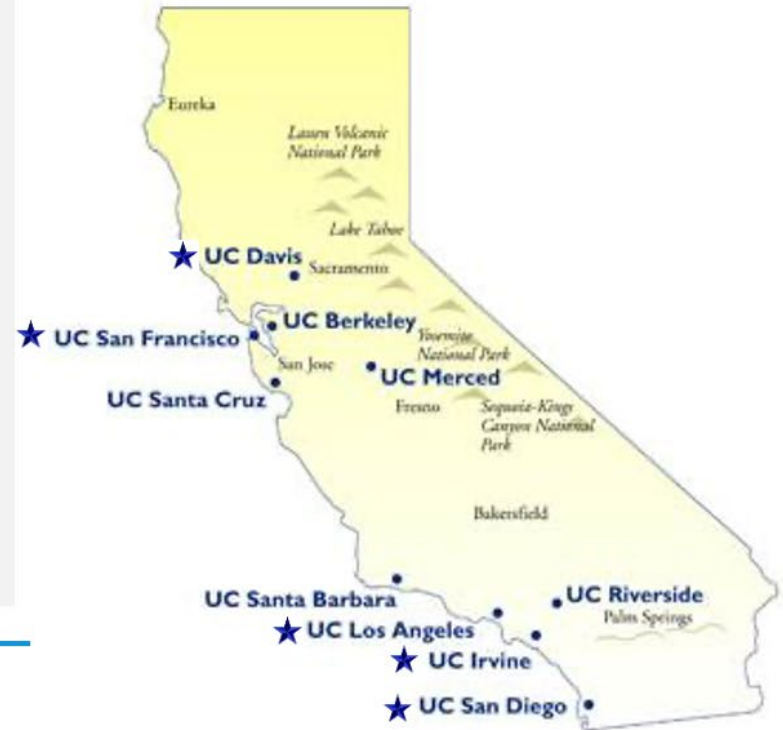 Eureka
Lassen Volcanic
National Park
Lake Tahoe
UC Davis
Sacramento
UC Berkeley
UC San Francisco
Yosemite
National Park
San Jose
UC Merced
UC Santa Cruz
Fresno
Sequoia-Kings
Canyon National
Park
Bakersfield
UC Santa Barbara
UC Riverside
Palm Springs
UC Los Angeles
UC Irvine
UC San Diego